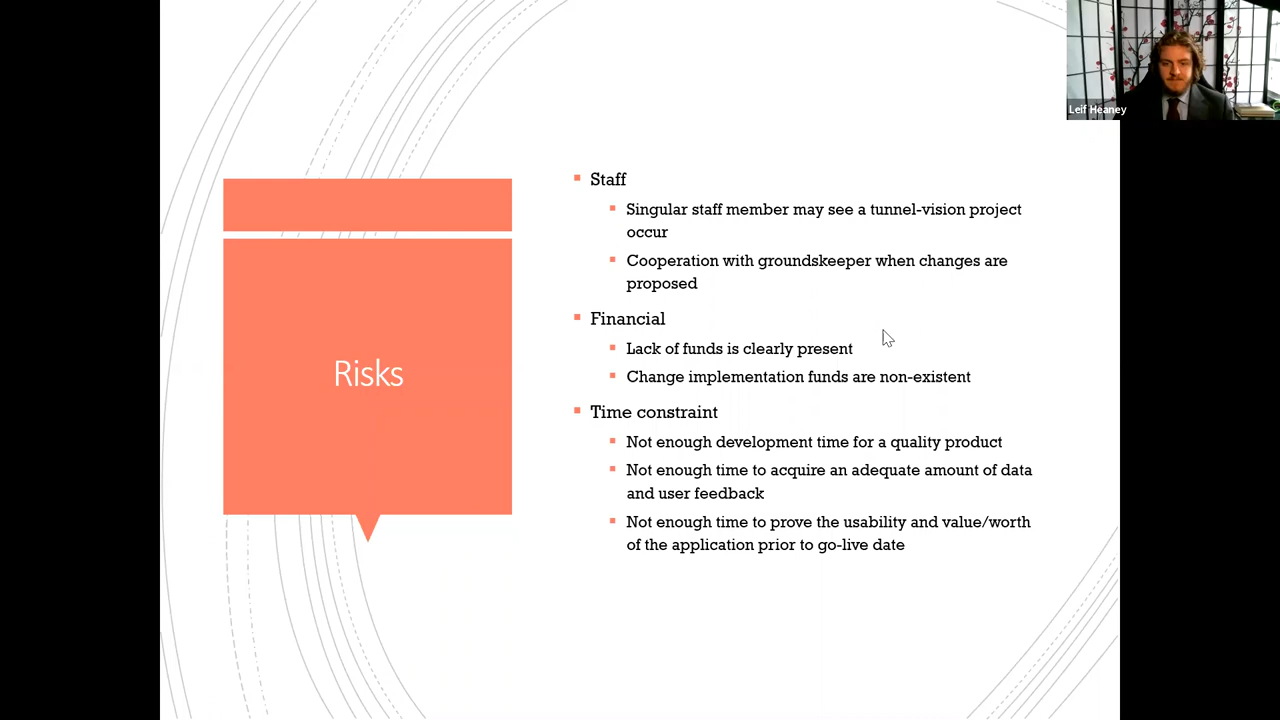 Leif Heaney
Risks
Staff
Singular staff member may see a tunnel-vision project
occur
Cooperation with groundskeeper when changes are
proposed
Financial
Lack of funds is clearly present
Change implementation funds are non-existent
Time constraint
Not enough development time for a quality product
Not enough time to acquire an adequate amount of data
and user feedback
Not enough time to prove the usability and value/worth
of the application prior to go-live date